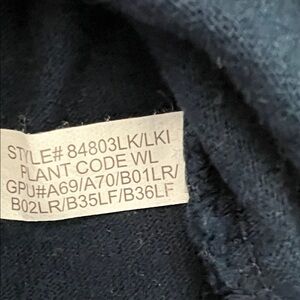 STYLE# 84803LK/LKI
PLANT CODE WL
GPU#A69/A70/B01LR/
B02LR/B35LF/B36LF